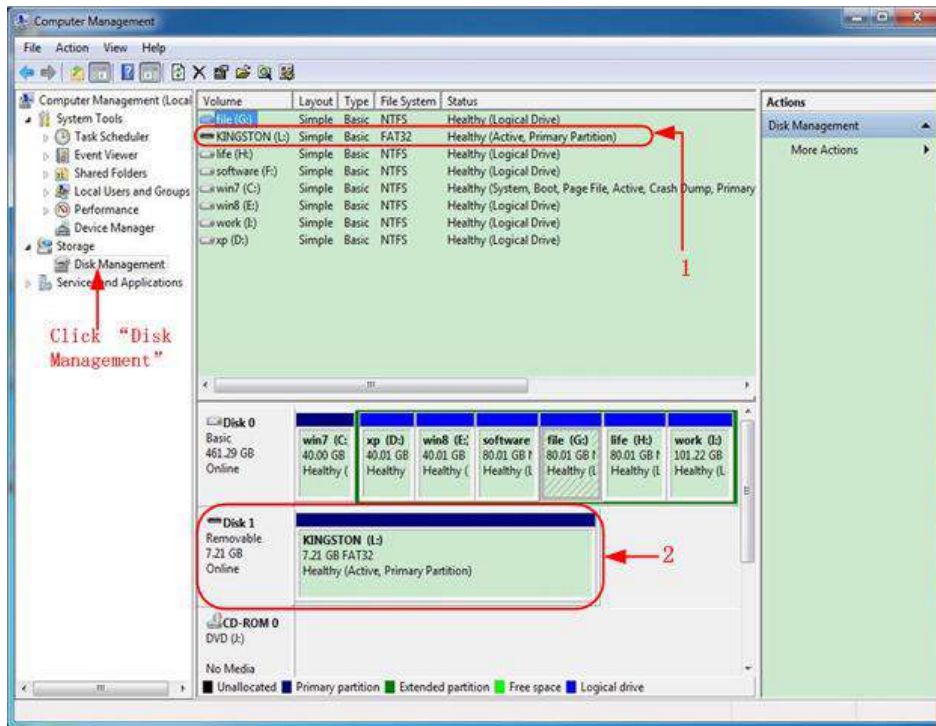 Computer Management
File Action View Help
Computer Management (Local
System Tools
Task Scheduler
Event Viewer
Shared Folders
Local Users and Groups
Performance
Device Manager
Storage
Disk Management
Services and Applications
Click “Disk
Management”
Volume Layout Type File System Status
file (G:) Simple Basic NTFS Healthy (Logical Drive)
KINGSTON (L:) Simple Basic FAT32 Healthy (Active, Primary Partition)
life (H:) Simple Basic NTFS Healthy (Logical Drive)
software (F:) Simple Basic NTFS Healthy (Logical Drive)
win7 (C:) Simple Basic NTFS Healthy (System, Boot, Page File, Active, Crash Dump, Primary
win8 (E:) Simple Basic NTFS Healthy (Logical Drive)
work (I:) Simple Basic NTFS Healthy (Logical Drive)
xp (D:) Simple Basic NTFS Healthy (Logical Drive)
1
Actions
Disk Management
More Actions
Disk 0
Basic
461.29 GB
Online
win7 (C:
40.00 GB
Healthy (
xp (D:)
40.01 GB
Healthy
win8 (E:
40.01 GB
Healthy (
software
80.01 GB N
Healthy (L
file (G:)
80.01 GB N
Healthy (L
life (H:)
80.01 GB N
Healthy (L
work (I:)
101.22 GB
Healthy (L
Disk 1
Removable
7.21 GB
Online
KINGSTON (L:)
7.21 GB FAT32
Healthy (Active, Primary Partition)
2
CD-ROM 0
DVD (J:)
No Media
Unallocated Primary partition Extended partition Free space Logical drive